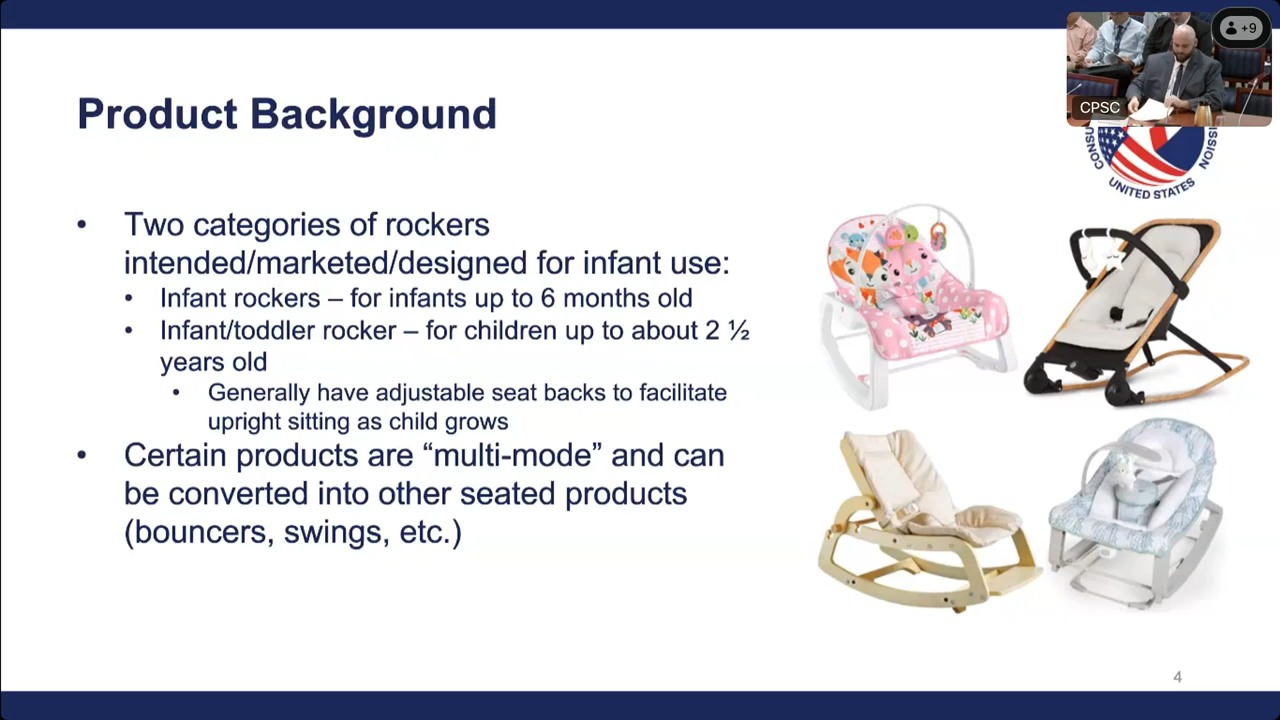 +9
CPSC
Product Background
CONSU
MISSION
UNITED STATES
• Two categories of rockers
intended/marketed/designed for infant use:
• Infant rockers – for infants up to 6 months old
• Infant/toddler rocker – for children up to about 2 ½
years old
• Generally have adjustable seat backs to facilitate
upright sitting as child grows
• Certain products are “multi-mode” and can
be converted into other seated products
(bouncers, swings, etc.)
4